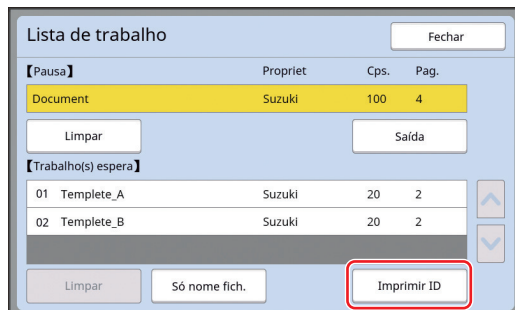 Lista de trabalho Fechar
【Pausa】 Propriet Cps. Pag.
Document Suzuki 100 4
Limpar Saída
【Trabalho(s) espera】
01 Templete_A Suzuki 20 2
02 Templete_B Suzuki 20 2
Limpar Só nome fich. Imprimir ID